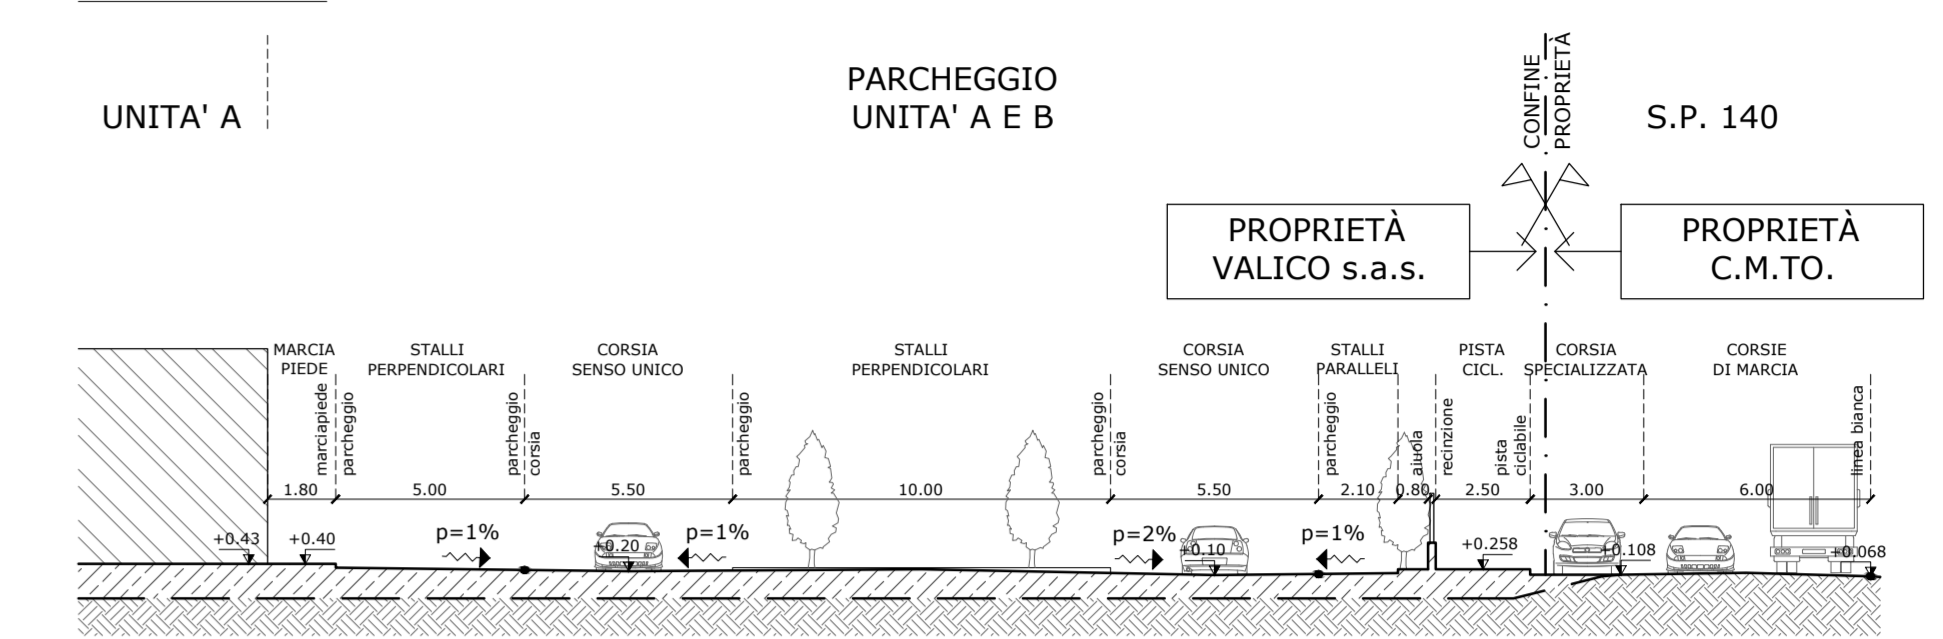 UNITA' A
PARCHEGGIO
UNITA' A E B
CONFINE
PROPRIETÀ
S.P. 140
PROPRIETÀ
VALICO s.a.s.
PROPRIETÀ
C.M.TO.
MARCIA
PIEDE
STALLI
PERPENDICOLARI
CORSIA
SENSO UNICO
STALLI
PERPENDICOLARI
CORSIA
SENSO UNICO
STALLI
PARALLELI
PISTA
CICL.
CORSIA
SPECIALIZZATA
CORSIE
DI MARCIA
marciapiede
parcheggio
parcheggio
corsia
parcheggio
parcheggio
corsia
parcheggio
aiuola
recinzione
pista
ciclabile
linea bianca
1.80
5.00
5.50
10.00
5.50
2.10
0.80
2.50
3.00
6.00
+0.43
+0.40
p=1%
+0.20
p=1%
p=2%
+0.10
p=1%
+0.258
+0.108
+0.068